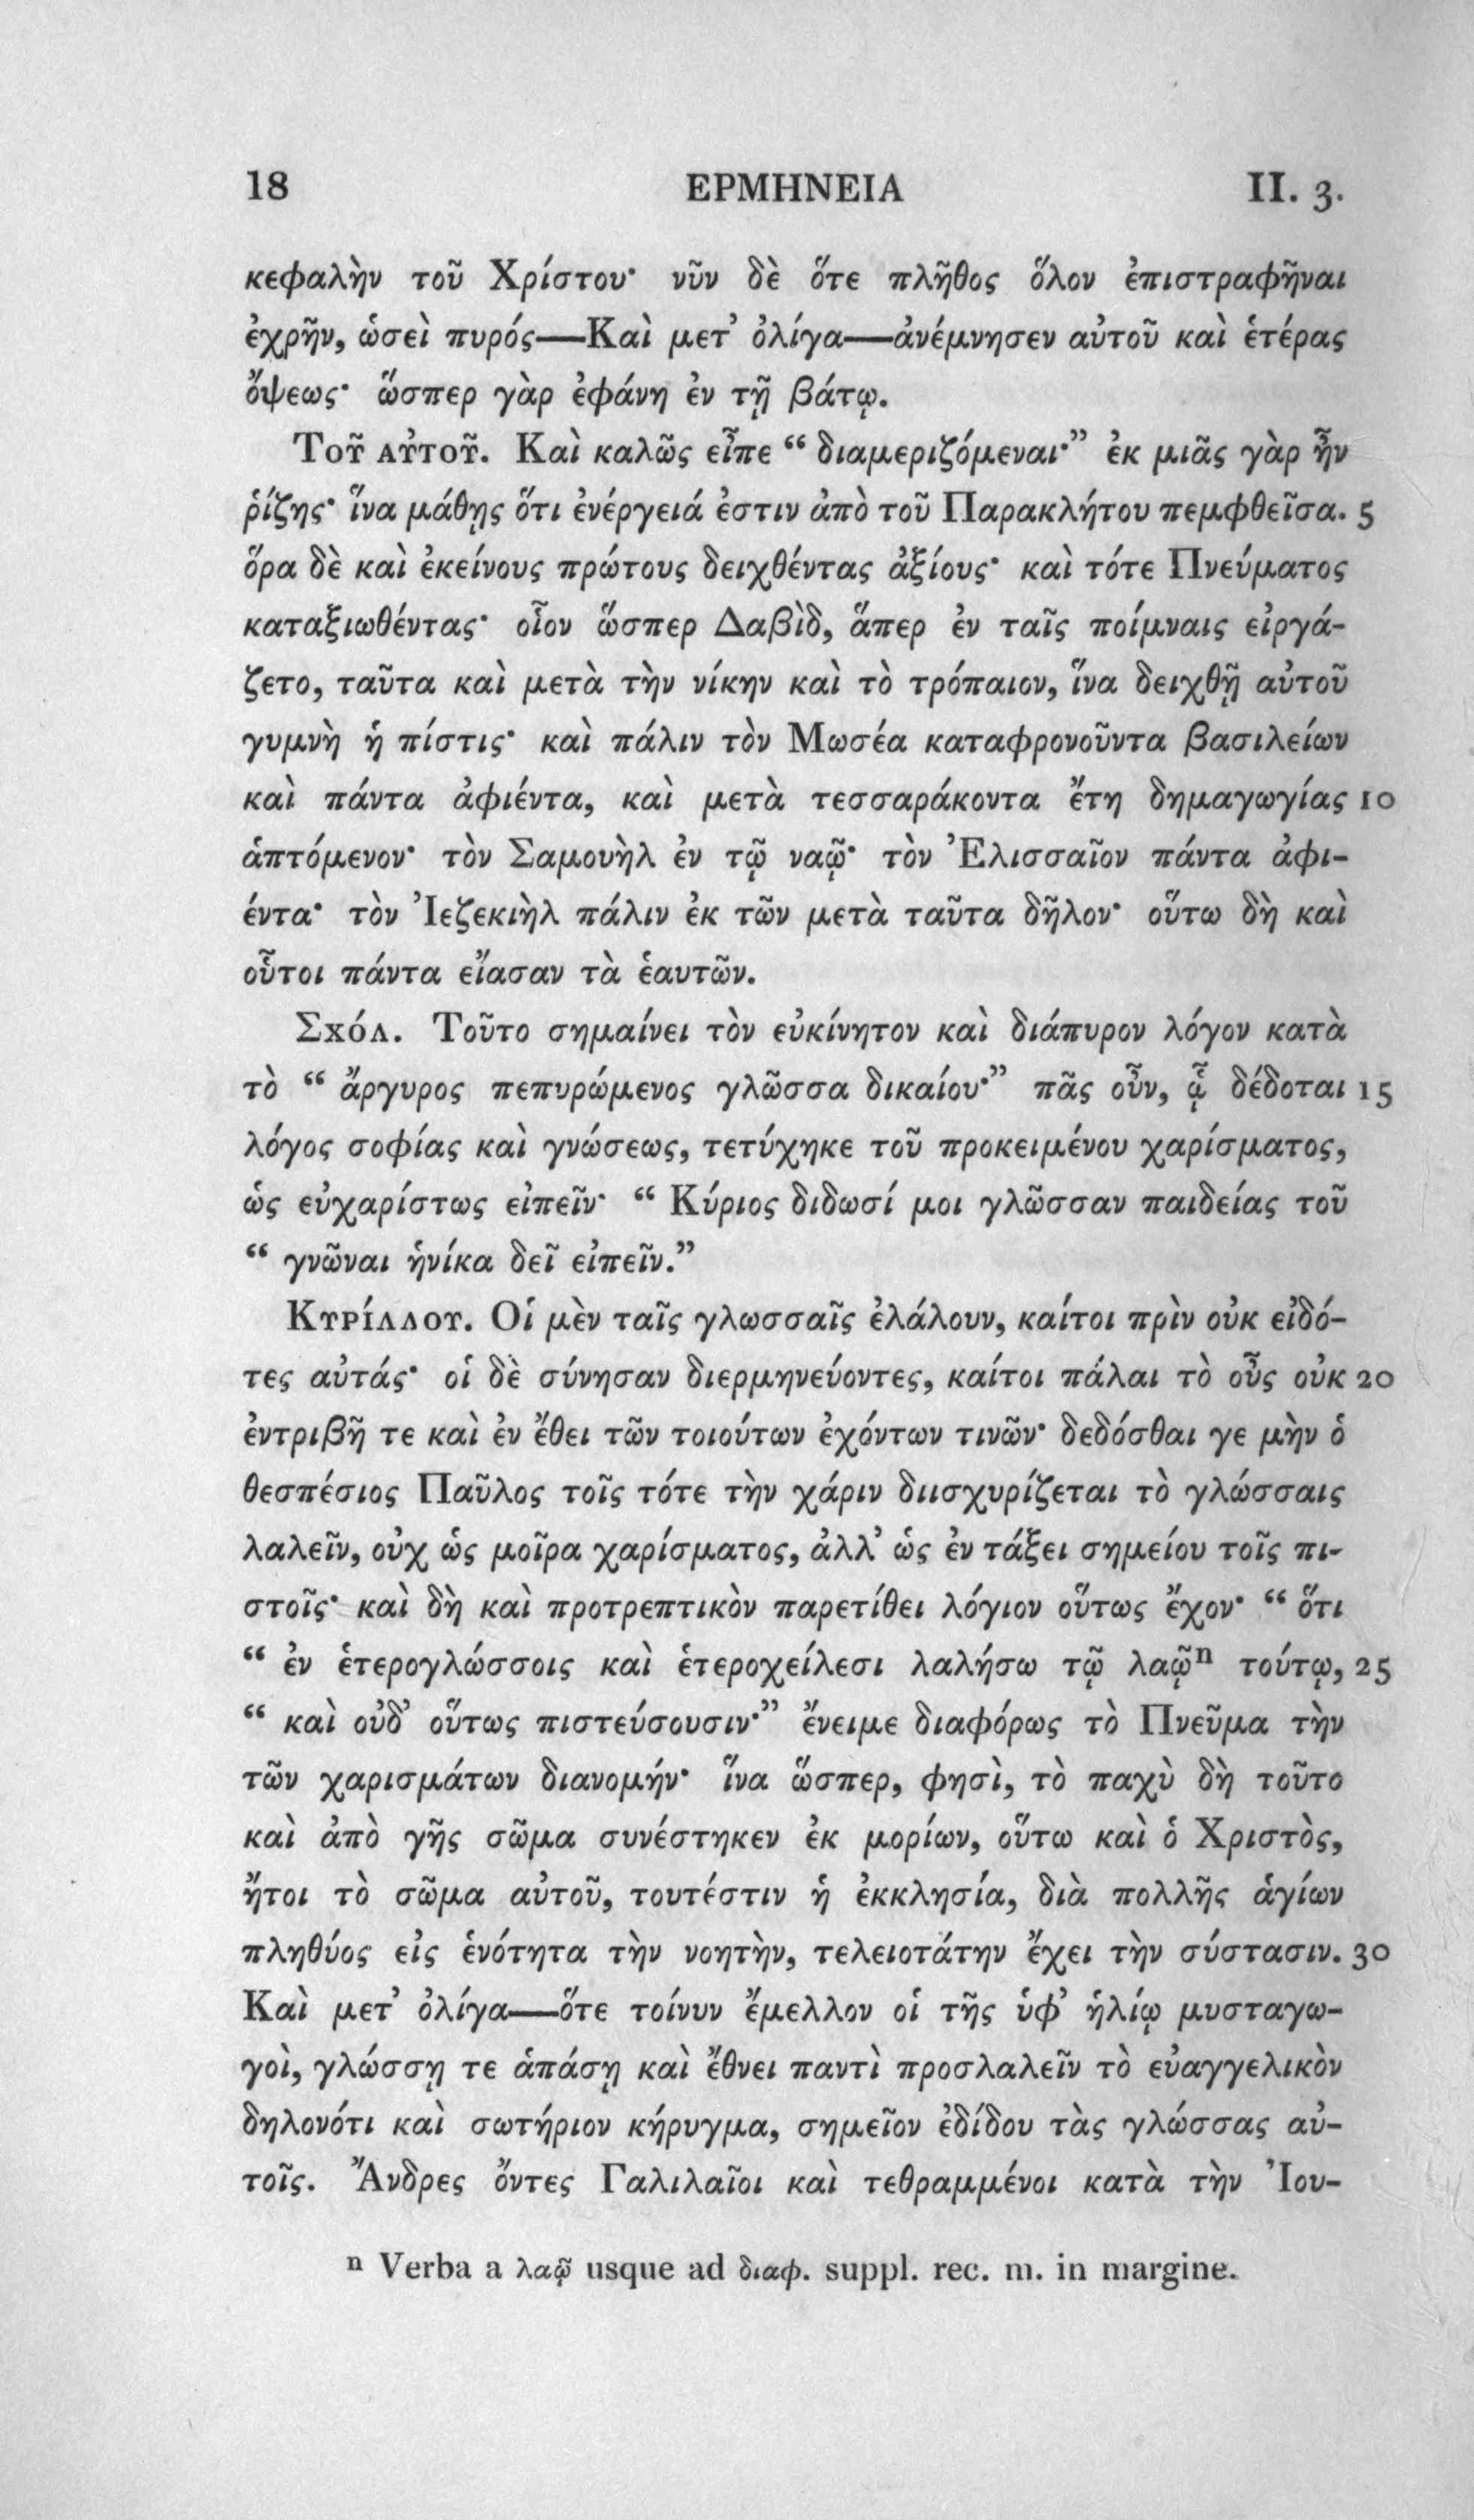 18 ΕΡΜΗΝΕΙΑ II. 3.
κεφαλὴν τοῦ Χρίστου· νῦν δὲ ὅτε πλῆθος ὅλον ἐπιστραφῆναι
ἐχρῆν, ὡσεὶ πυρός—Καὶ μετ’ ὀλίγα—ἀνέμνησεν αὐτοῦ καὶ ἑτέρας
ὄψεως· ὥσπερ γὰρ ἐφάνη ἐν τῇ βάτῳ.
Τοῦ αὐτοῦ. Καὶ καλῶς εἶπε “ διαμεριζόμεναι·” ἐκ μιᾶς γὰρ ἦν
ῥίζης· ἵνα μάθῃς ὅτι ἐνέργειά ἐστιν ἀπὸ τοῦ Παρακλήτου πεμφθεῖσα. 5
ὅρα δὲ καὶ ἐκείνους πρώτους δειχθέντας ἀξίους· καὶ τότε Πνεύματος
καταξιωθέντας· οἷον ὥσπερ Δαβὶδ, ἅπερ ἐν ταῖς ποίμναις εἰργά-
ζετο, ταῦτα καὶ μετὰ τὴν νίκην καὶ τὸ τρόπαιον, ἵνα δειχθῇ αὐτοῦ
γυμνὴ ἡ πίστις· καὶ πάλιν τὸν Μωσέα καταφρονοῦντα βασιλείων
καὶ πάντα ἀφιέντα, καὶ μετὰ τεσσαράκοντα ἔτη δημαγωγίας 10
ἁπτόμενον· τὸν Σαμουὴλ ἐν τῷ ναῷ· τὸν Ἐλισσαῖον πάντα ἀφι-
έντα· τὸν Ἰεζεκιὴλ πάλιν ἐκ τῶν μετὰ ταῦτα δῆλον· οὕτω δὴ καὶ
οὗτοι πάντα εἴασαν τὰ ἑαυτῶν.
Σχόλ. Τοῦτο σημαίνει τὸν εὐκίνητον καὶ διάπυρον λόγον κατὰ
τὸ “ ἄργυρος πεπυρώμενος γλῶσσα δικαίου·” πᾶς οὖν, ᾧ δέδοται 15
λόγος σοφίας καὶ γνώσεως, τετύχηκε τοῦ προκειμένου χαρίσματος,
ὡς εὐχαρίστως εἰπεῖν· “ Κύριος διδωσί μοι γλῶσσαν παιδείας τοῦ
“ γνῶναι ἡνίκα δεῖ εἰπεῖν.”
Κυρίλλου. Οἱ μὲν ταῖς γλωσσαῖς ἐλάλουν, καίτοι πρὶν οὐκ εἰδό-
τες αὐτάς· οἱ δὲ σύνησαν διερμηνεύοντες, καίτοι πάλαι τὸ οὖς οὐκ 20
ἐντριβῆ τε καὶ ἐν ἔθει τῶν τοιούτων ἐχόντων τινῶν· δεδόσθαι γε μὴν ὁ
θεσπέσιος Παῦλος τοῖς τότε τὴν χάριν διισχυρίζεται τὸ γλώσσαις
λαλεῖν, οὐχ ὡς μοῖρα χαρίσματος, ἀλλ’ ὡς ἐν τάξει σημείου τοῖς πι-
στοῖς· καὶ δὴ καὶ προτρεπτικὸν παρετίθει λόγιον οὕτως ἔχον· “ ὅτι
“ ἐν ἑτερογλώσσοις καὶ ἑτεροχείλεσι λαλήσω τῷ λαῷⁿ τούτῳ, 25
“ καὶ οὐδ’ οὕτως πιστεύσουσιν·” ἔνειμε διαφόρως τὸ Πνεῦμα τὴν
τῶν χαρισμάτων διανομήν· ἵνα ὥσπερ, φησὶ, τὸ παχὺ δὴ τοῦτο
καὶ ἀπὸ γῆς σῶμα συνέστηκεν ἐκ μορίων, οὕτω καὶ ὁ Χριστὸς,
ἤτοι τὸ σῶμα αὐτοῦ, τουτέστιν ἡ ἐκκλησία, διὰ πολλῆς ἁγίων
πληθύος εἰς ἑνότητα τὴν νοητὴν, τελειοτάτην ἔχει τὴν σύστασιν. 30
Καὶ μετ’ ὀλίγα—ὅτε τοίνυν ἔμελλον οἱ τῆς ὑφ’ ἡλίῳ μυσταγω-
γοὶ, γλώσσῃ τε ἁπάσῃ καὶ ἔθνει παντὶ προσλαλεῖν τὸ εὐαγγελικὸν
δηλονότι καὶ σωτήριον κήρυγμα, σημεῖον ἐδίδου τὰς γλώσσας αὐ-
τοῖς. Ἄνδρες ὄντες Γαλιλαῖοι καὶ τεθραμμένοι κατὰ τὴν Ἰου-
ⁿ Verba a λαῷ usque ad διαφ. suppl. rec. m. in margine.